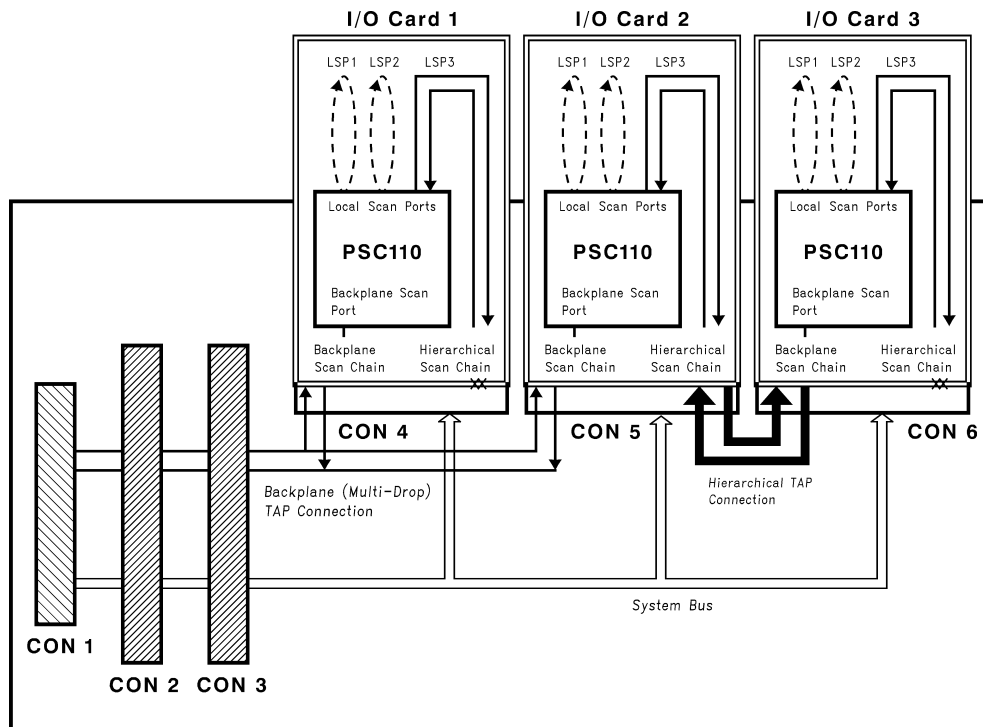 I/O Card 1
I/O Card 2
I/O Card 3
LSP1 LSP2 LSP3
LSP1 LSP2 LSP3
LSP1 LSP2 LSP3
Local Scan Ports
PSC110
Backplane Scan
Port
Local Scan Ports
PSC110
Backplane Scan
Port
Local Scan Ports
PSC110
Backplane Scan
Port
Backplane
Scan Chain
Hierarchical
Scan Chain
Backplane
Scan Chain
Hierarchical
Scan Chain
Backplane
Scan Chain
Hierarchical
Scan Chain
CON 4
CON 5
CON 6
Backplane (Multi-Drop)
TAP Connection
Hierarchical TAP
Connection
System Bus
CON 1
CON 2
CON 3